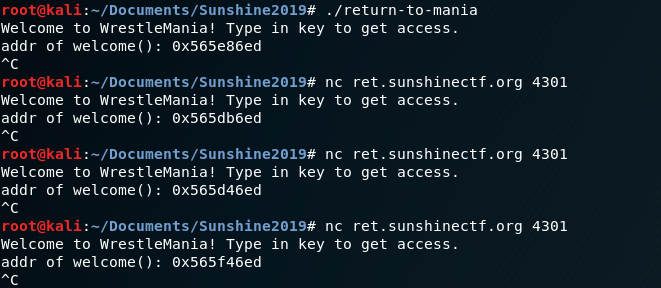 root@kali:~/Documents/Sunshine2019# ./return-to-mania
Welcome to WrestleMania! Type in key to get access.
addr of welcome(): 0x565e86ed
^C
root@kali:~/Documents/Sunshine2019# nc ret.sunshinectf.org 4301
Welcome to WrestleMania! Type in key to get access.
addr of welcome(): 0x565db6ed
^C
root@kali:~/Documents/Sunshine2019# nc ret.sunshinectf.org 4301
Welcome to WrestleMania! Type in key to get access.
addr of welcome(): 0x565d46ed
^C
root@kali:~/Documents/Sunshine2019# nc ret.sunshinectf.org 4301
Welcome to WrestleMania! Type in key to get access.
addr of welcome(): 0x565f46ed
^C